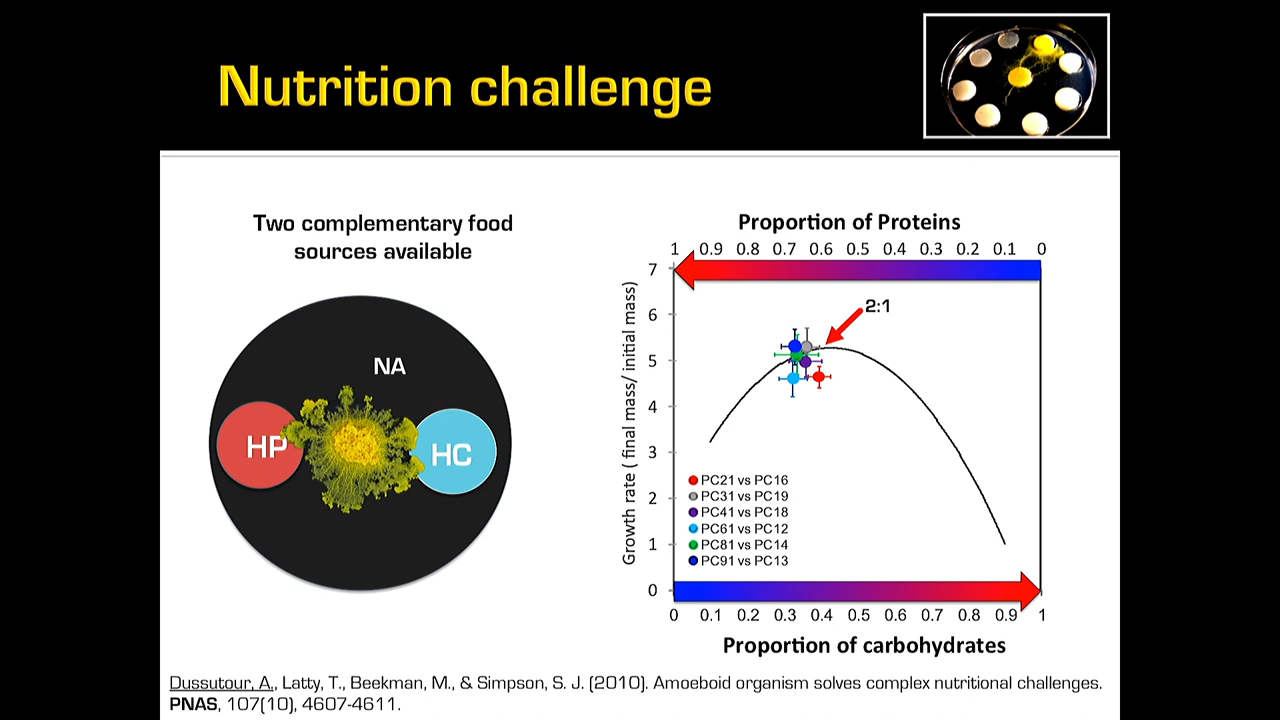 Nutrition challenge
Two complementary food
sources available
NA
HP
HC
Proportion of Proteins
1 0.9 0.8 0.7 0.6 0.5 0.4 0.3 0.2 0.1 0
Growth rate ( final mass/ initial mass)
7
6
5
4
3
2
1
0
2:1
PC21 vs PC16
PC31 vs PC19
PC41 vs PC18
PC61 vs PC12
PC81 vs PC14
PC91 vs PC13
0 0.1 0.2 0.3 0.4 0.5 0.6 0.7 0.8 0.9 1
Proportion of carbohydrates
Dussutour, A., Latty, T., Beekman, M., & Simpson, S. J. (2010). Amoeboid organism solves complex nutritional challenges.
PNAS, 107(10), 4607-4611.